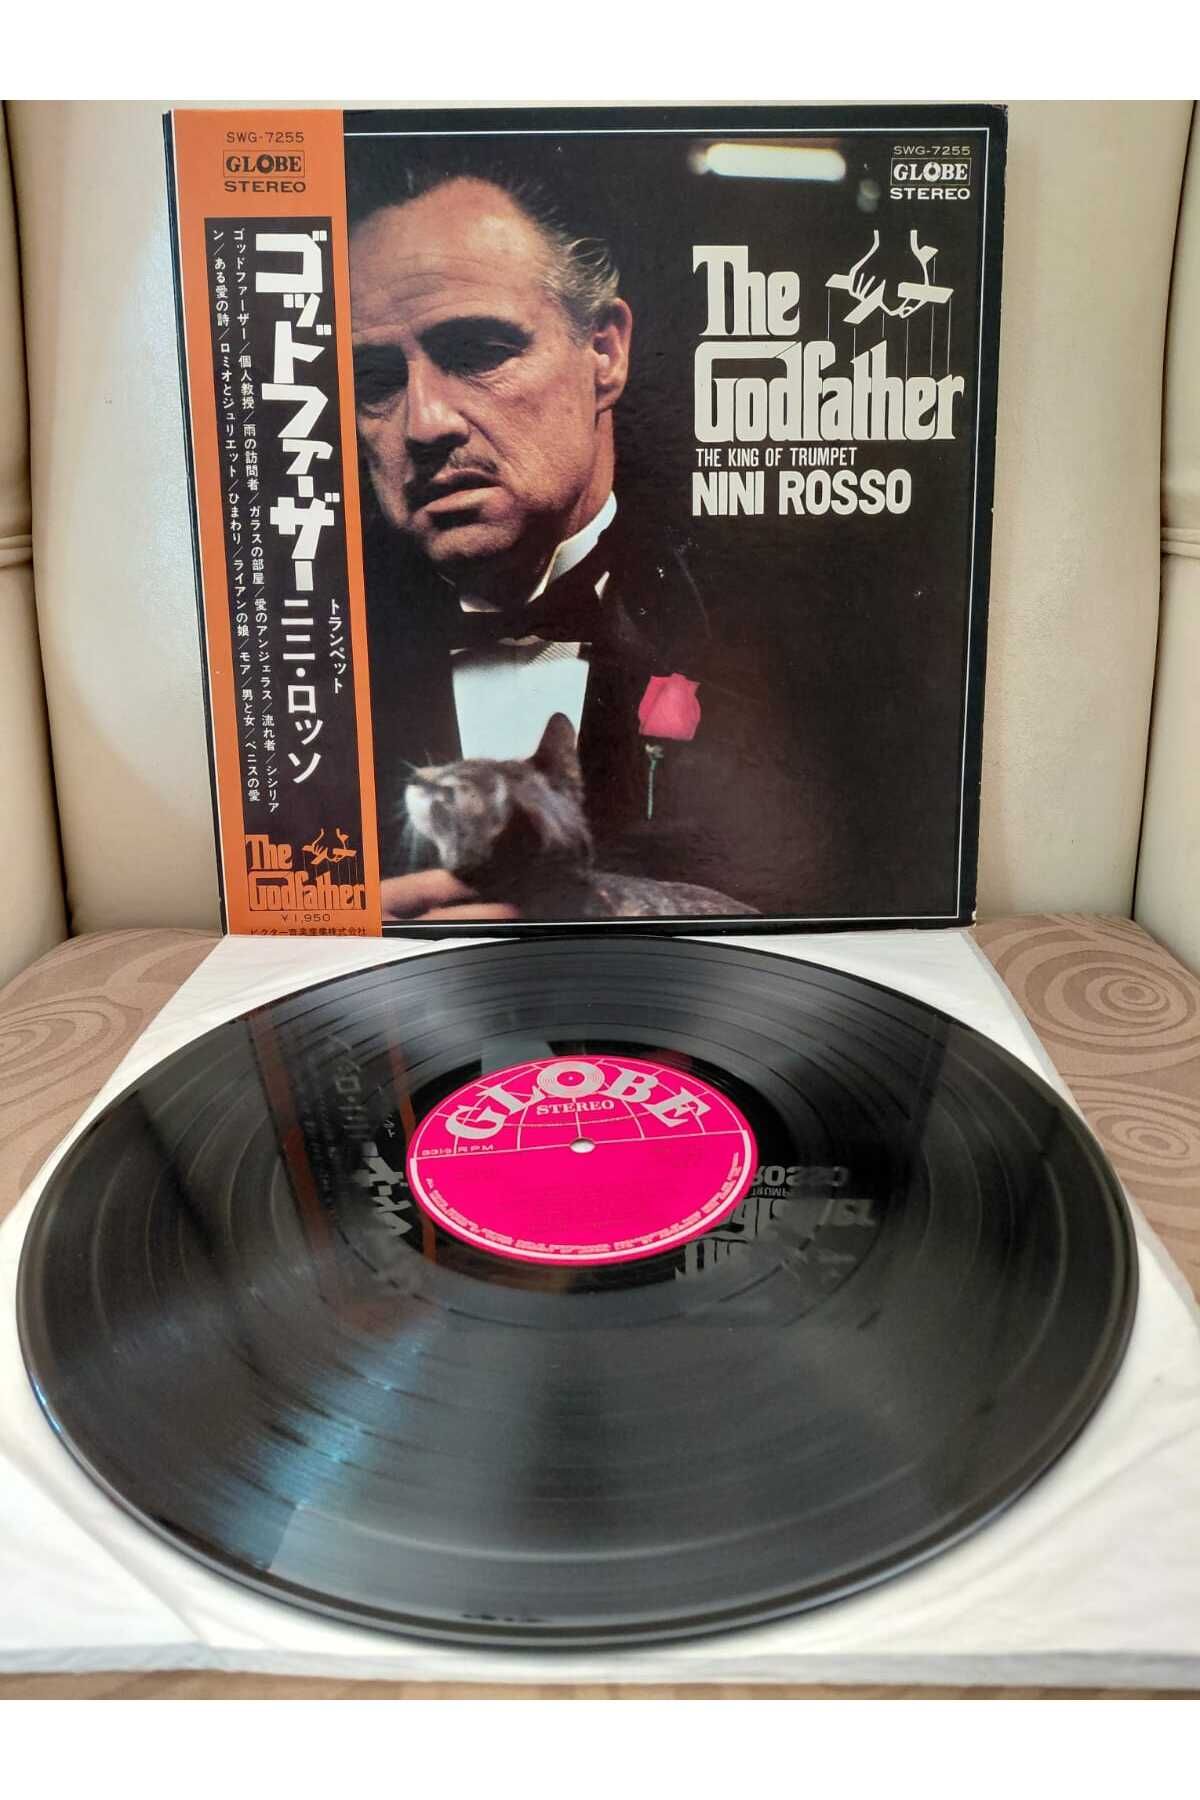 SWG-7255
GLOBE
STEREO
ゴッドファーザー
トランペット
ニニ・ロッソ
ゴッドファーザー/個人教授/雨の訪問者/ガラスの部屋/愛のアンジェラス/流れ者/シシリア
ン/ある愛の詩/ロミオとジュリエット/ひまわり/ライアンの娘/モア/男と女/ベニスの愛
The
Godfather
¥1,950
ビクター音楽産業株式会社
SWG-7255
GLOBE
STEREO
The
Godfather
THE KING OF TRUMPET
NINI ROSSO
GLOBE
STEREO
33⅓ RPM